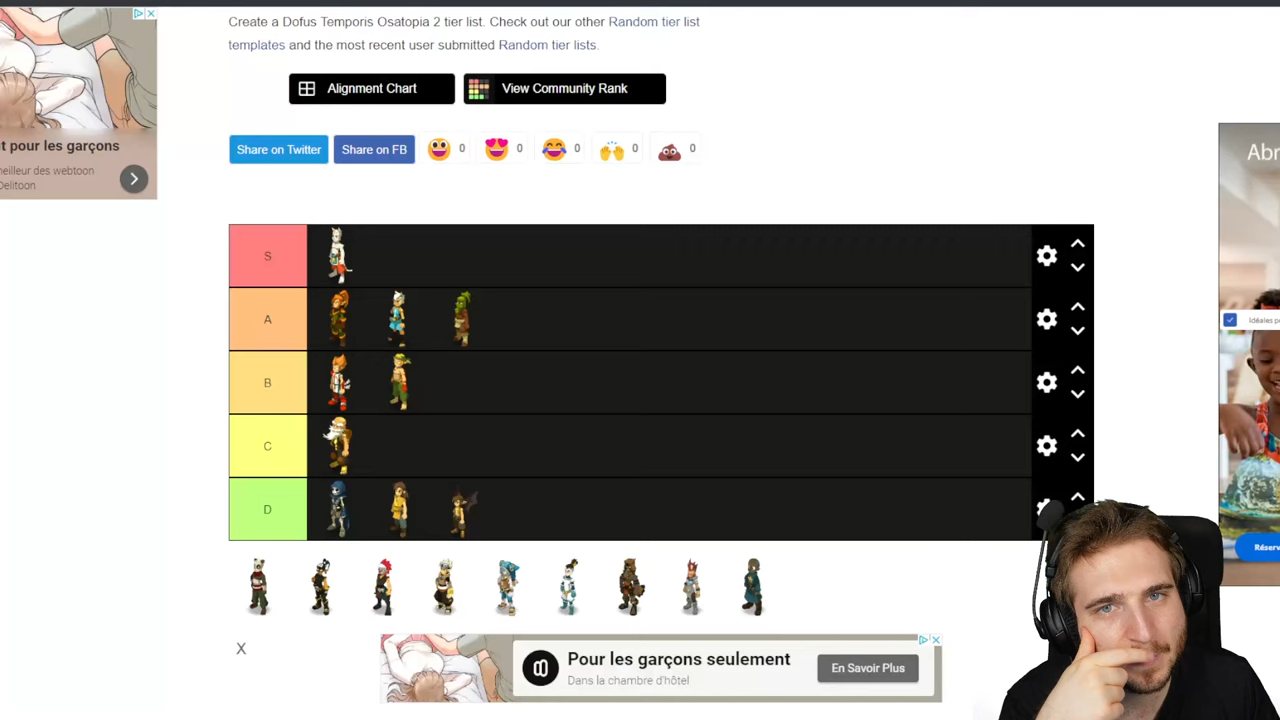 Create a Dofus Temporis Osatopia 2 tier list. Check out our other Random tier list
templates and the most recent user submitted Random tier lists.
Alignment Chart
View Community Rank
Share on Twitter
Share on FB
0
0
0
0
0
t pour les garçons
neilleur des webtoon
Delitoon
Abr
S
A
B
C
D
Idéales p
Réserv
X
Pour les garçons seulement
Dans la chambre d'hôtel
En Savoir Plus